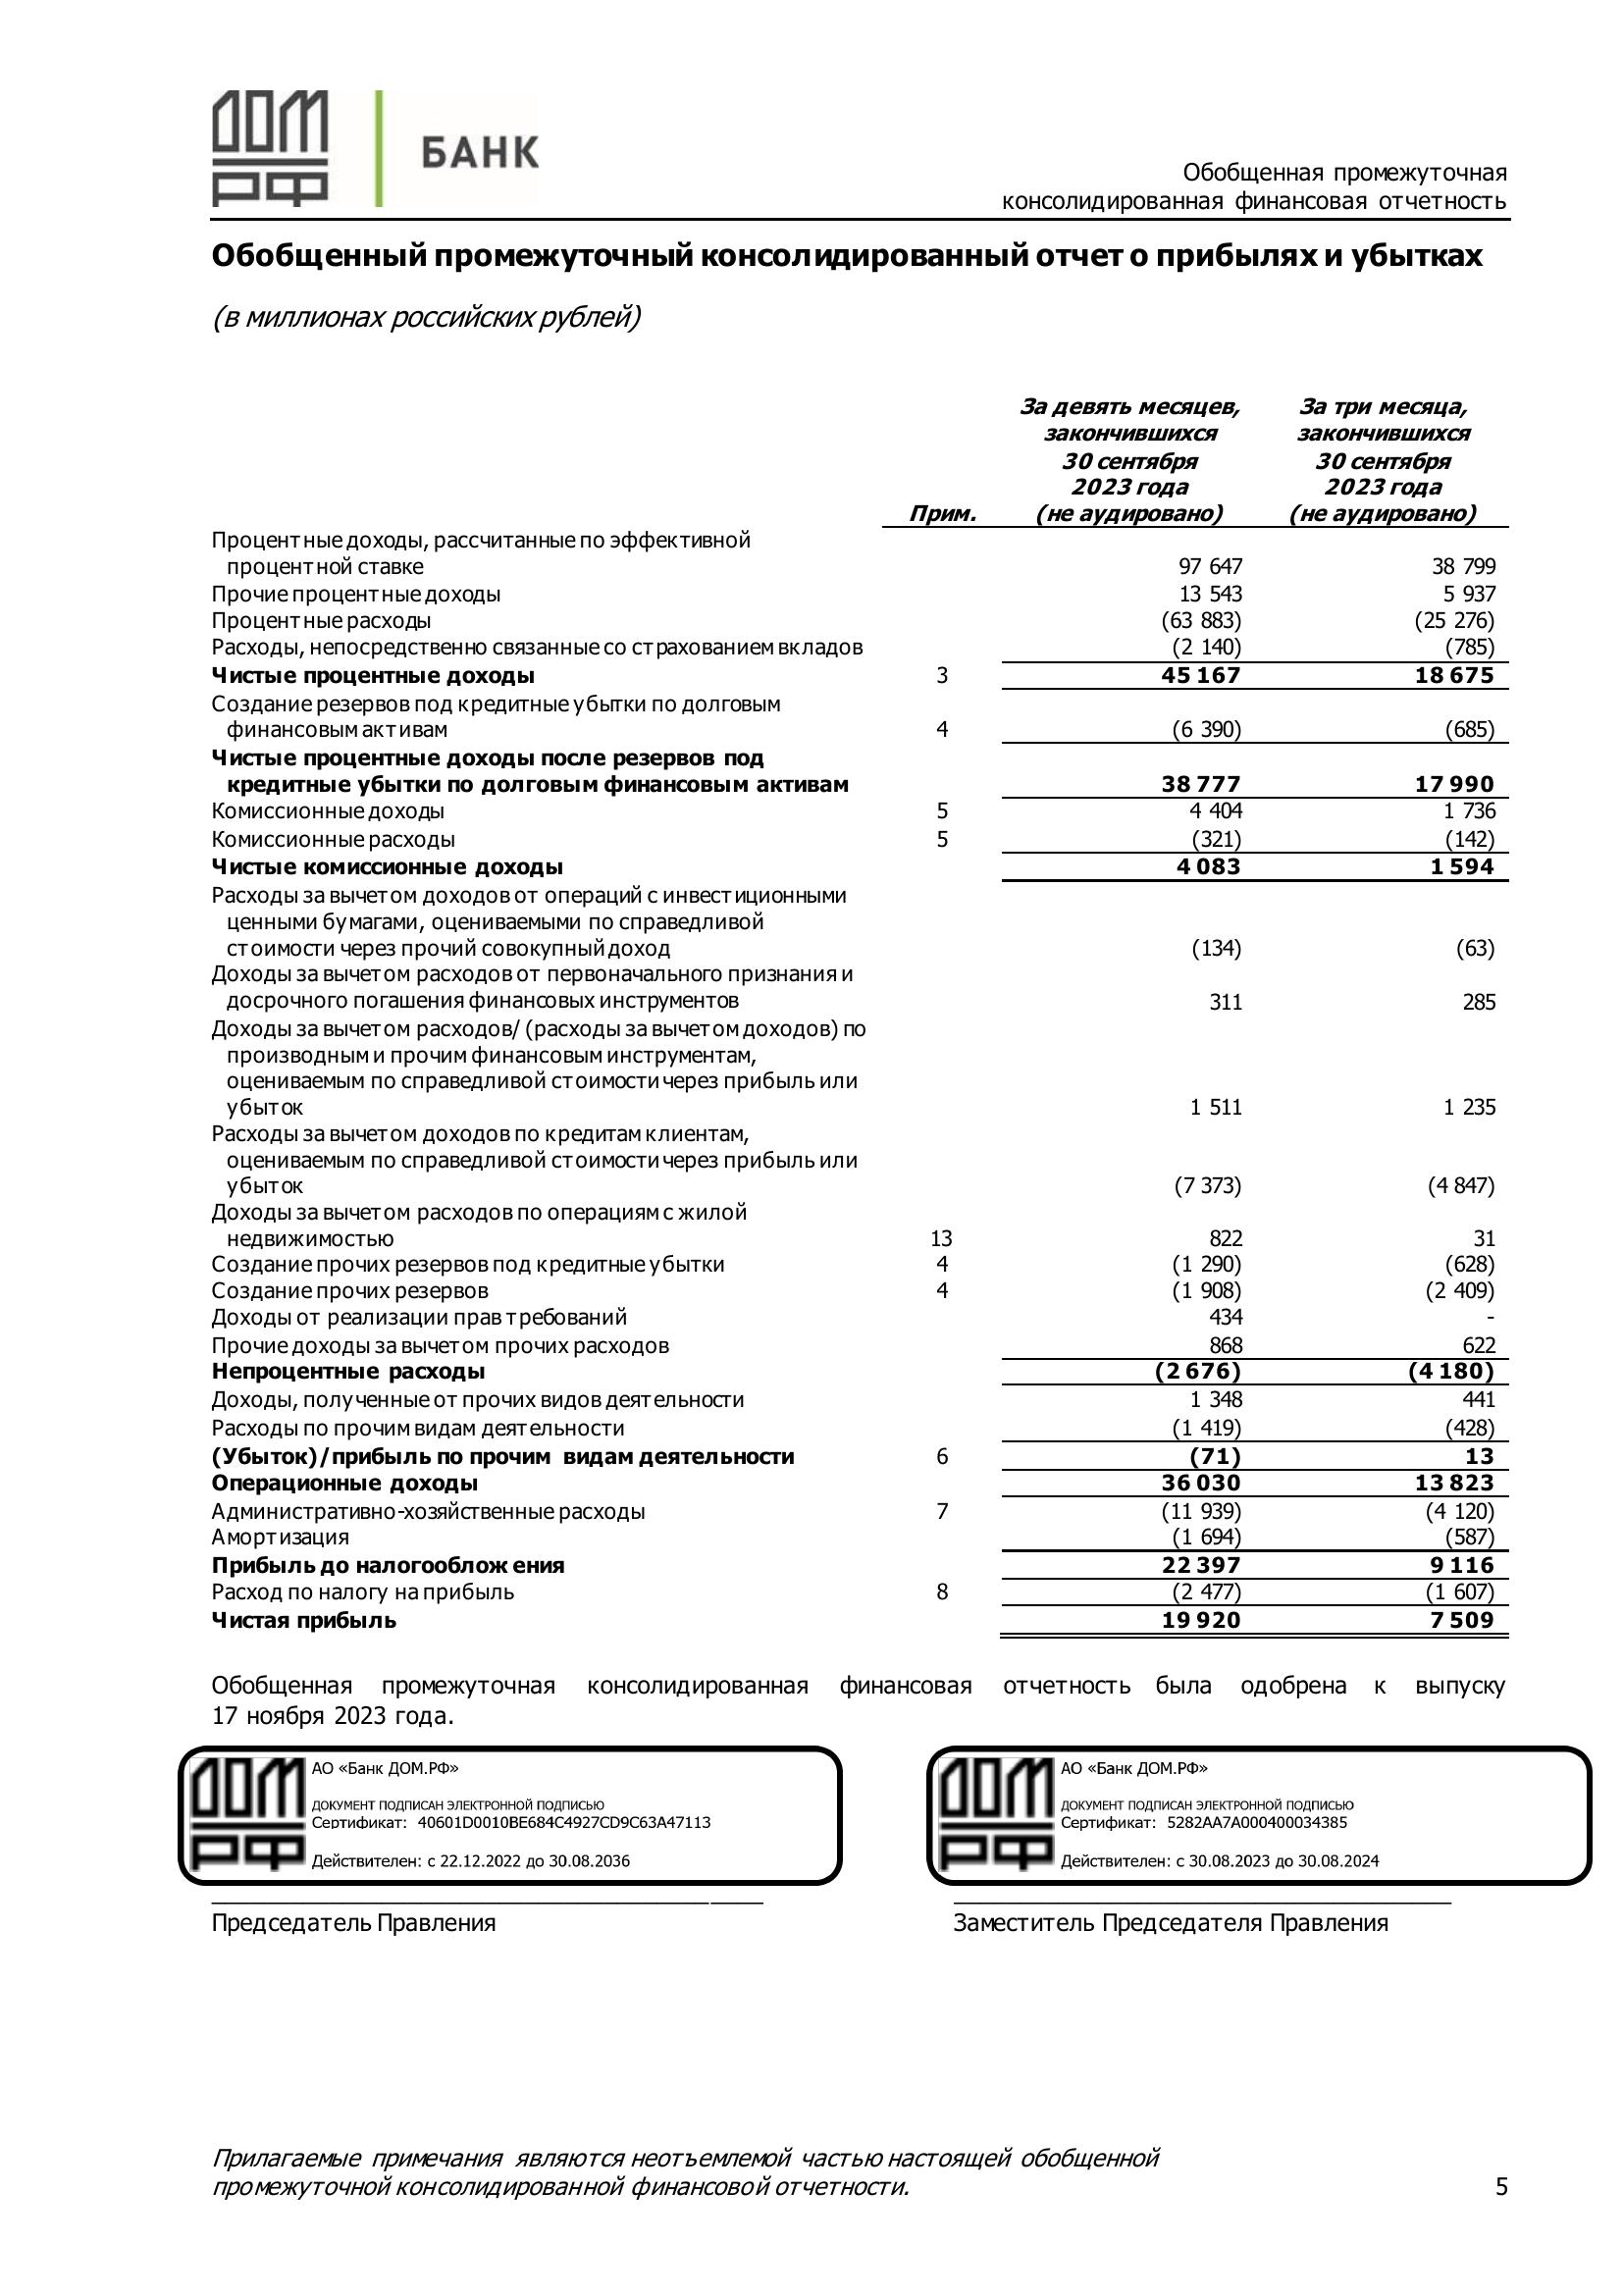 ДОМ
РФ
БАНК
Обобщенная промежуточная
консолидированная финансовая отчетность
Обобщенный промежуточный консолидированный отчет о прибылях и убытках
(в миллионах российских рублей)
За девять месяцев, За три месяца,
закончившихся закончившихся
30 сентября 30 сентября
2023 года 2023 года
Прим. (не аудировано) (не аудировано)
Процентные доходы, рассчитанные по эффективной
процентной ставке 97 647 38 799
Прочие процентные доходы 13 543 5 937
Процентные расходы (63 883) (25 276)
Расходы, непосредственно связанные со страхованием вкладов (2 140) (785)
Чистые процентные доходы 3 45 167 18 675
Создание резервов под кредитные убытки по долговым
финансовым активам 4 (6 390) (685)
Чистые процентные доходы после резервов под
кредитные убытки по долговым финансовым активам 38 777 17 990
Комиссионные доходы 5 4 404 1 736
Комиссионные расходы 5 (321) (142)
Чистые комиссионные доходы 4 083 1 594
Расходы за вычетом доходов от операций с инвестиционными
ценными бумагами, оцениваемыми по справедливой
стоимости через прочий совокупный доход (134) (63)
Доходы за вычетом расходов от первоначального признания и
досрочного погашения финансовых инструментов 311 285
Доходы за вычетом расходов/ (расходы за вычетом доходов) по
производным и прочим финансовым инструментам,
оцениваемым по справедливой стоимости через прибыль или
убыток 1 511 1 235
Расходы за вычетом доходов по кредитам клиентам,
оцениваемым по справедливой стоимости через прибыль или
убыток (7 373) (4 847)
Доходы за вычетом расходов по операциям с жилой
недвижимостью 13 822 31
Создание прочих резервов под кредитные убытки 4 (1 290) (628)
Создание прочих резервов 4 (1 908) (2 409)
Доходы от реализации прав требований 434 -
Прочие доходы за вычетом прочих расходов 868 622
Непроцентные расходы (2 676) (4 180)
Доходы, полученные от прочих видов деятельности 1 348 441
Расходы по прочим видам деятельности (1 419) (428)
(Убыток)/прибыль по прочим видам деятельности 6 (71) 13
Операционные доходы 36 030 13 823
Административно-хозяйственные расходы 7 (11 939) (4 120)
Амортизация (1 694) (587)
Прибыль до налогообложения 22 397 9 116
Расход по налогу на прибыль 8 (2 477) (1 607)
Чистая прибыль 19 920 7 509
Обобщенная промежуточная консолидированная финансовая отчетность была одобрена к выпуску
17 ноября 2023 года.
ДОМ
РФ
АО «Банк ДОМ.РФ»
ДОКУМЕНТ ПОДПИСАН ЭЛЕКТРОННОЙ ПОДПИСЬЮ
Сертификат: 40601D0010BE684C4927CD9C63A47113
Действителен: с 22.12.2022 до 30.08.2036
Председатель Правления
ДОМ
РФ
АО «Банк ДОМ.РФ»
ДОКУМЕНТ ПОДПИСАН ЭЛЕКТРОННОЙ ПОДПИСЬЮ
Сертификат: 5282AA7A000400034385
Действителен: с 30.08.2023 до 30.08.2024
Заместитель Председателя Правления
Прилагаемые примечания являются неотъемлемой частью настоящей обобщенной
промежуточной консолидированной финансовой отчетности. 5